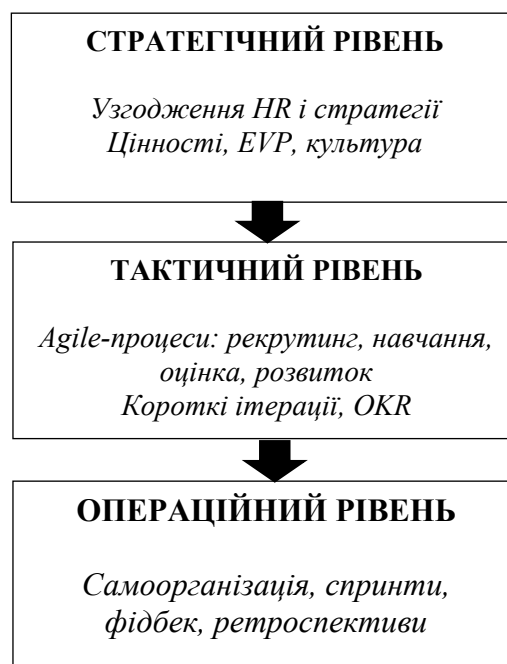 СТРАТЕГІЧНИЙ РІВЕНЬ
Узгодження HR і стратегії
Цінності, EVP, культура
ТАКТИЧНИЙ РІВЕНЬ
Agile-процеси: рекрутинг, навчання,
оцінка, розвиток
Короткі ітерації, OKR
ОПЕРАЦІЙНИЙ РІВЕНЬ
Самоорганізація, спринти,
фідбек, ретроспективи